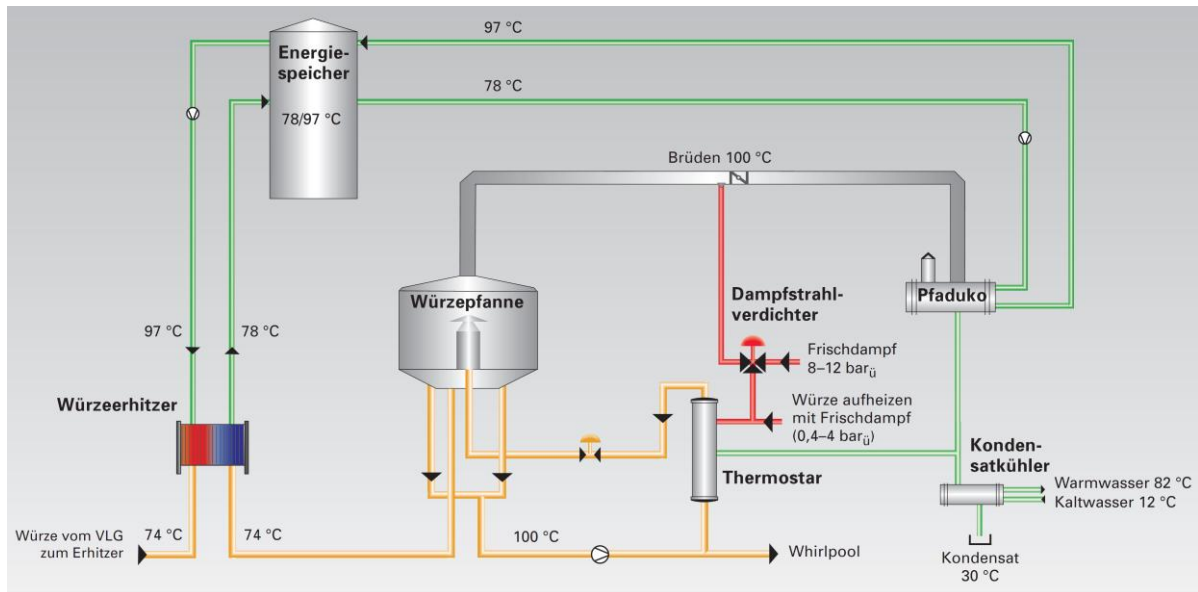 97 °C
Energie-
speicher
78/97 °C
78 °C
Brüden 100 °C
Würzepfanne
Pfaduko
Dampfstrahl-
verdichter
97 °C
78 °C
Frischdampf
8–12 barü
Würzeerhitzer
Würze aufheizen
mit Frischdampf
(0,4–4 barü)
Thermostar
Konden-
satkühler
Warmwasser 82 °C
Kaltwasser 12 °C
Würze vom VLG
zum Erhitzer
74 °C
74 °C
100 °C
Whirlpool
Kondensat
30 °C